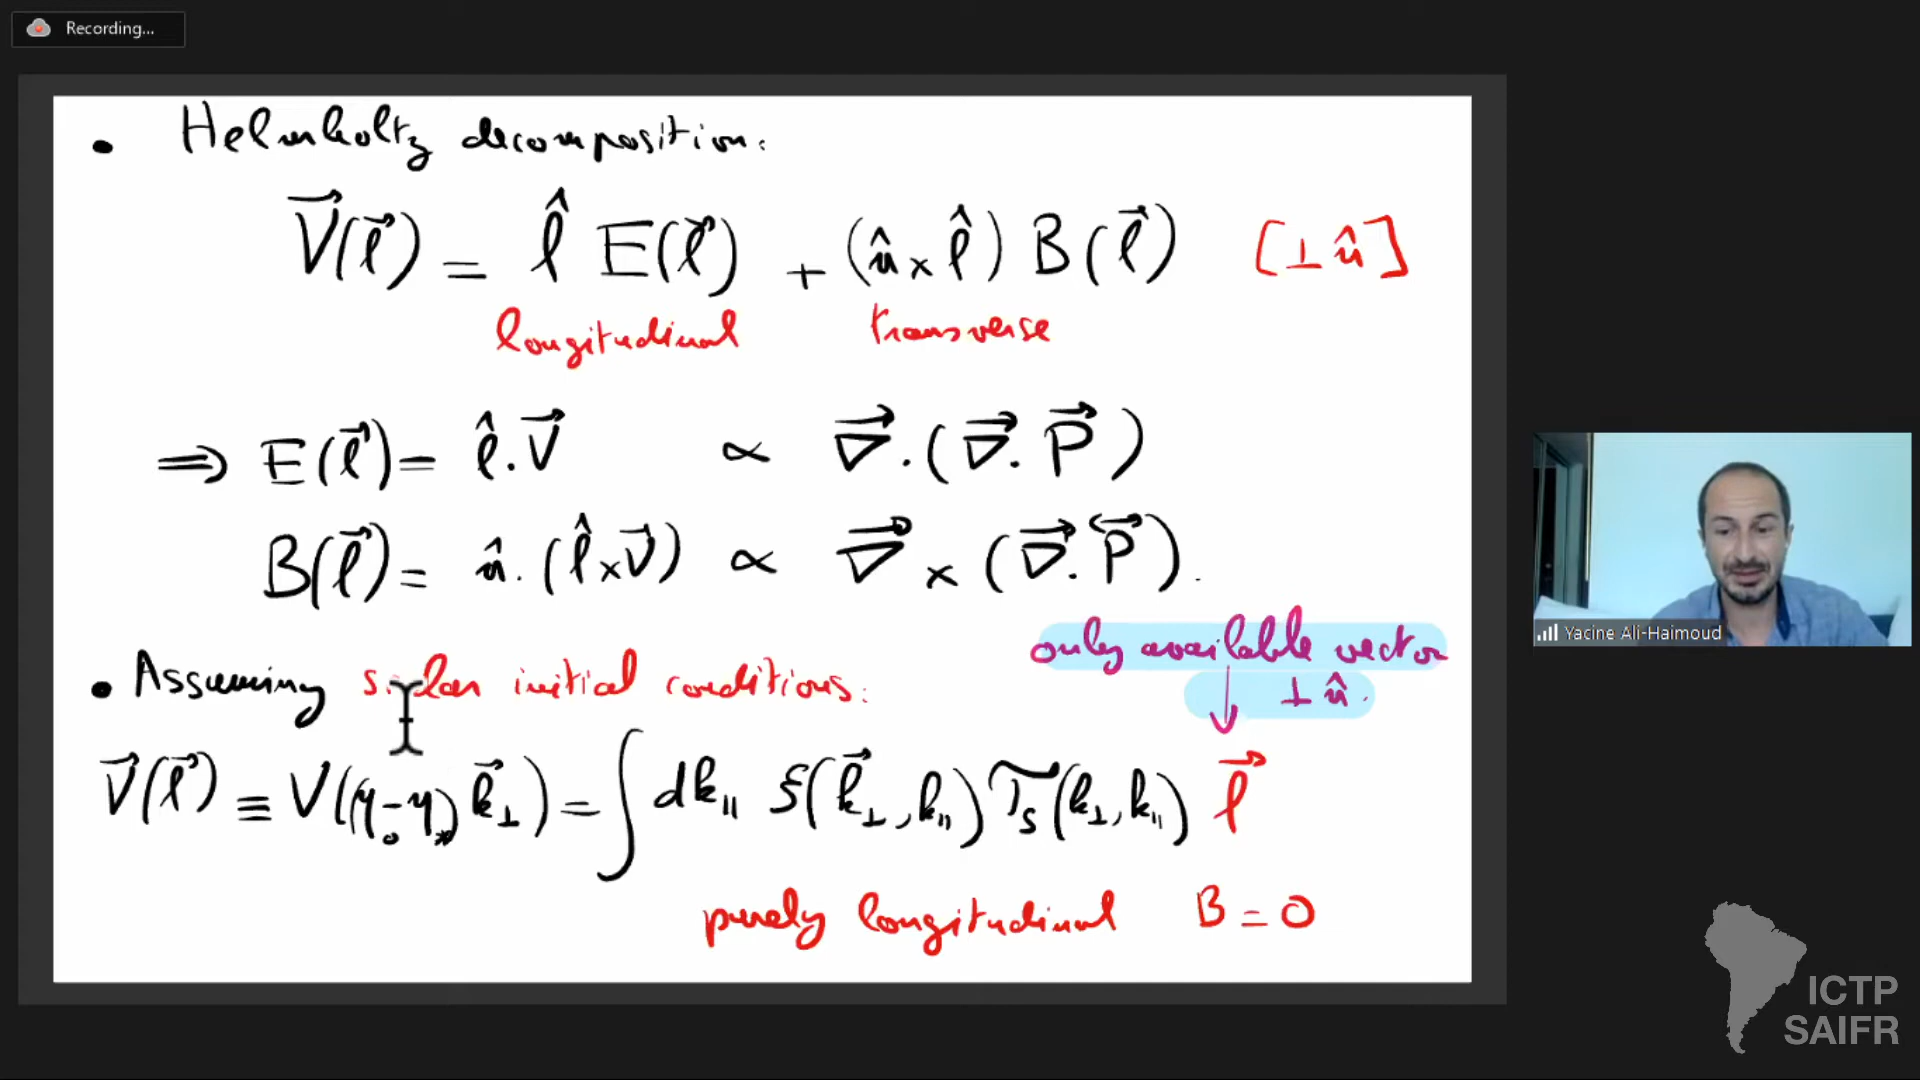 Recording...
• Helmholtz decomposition:
V⃗(ℓ⃗) = ℓ̂ E(ℓ⃗) + (n̂ × ℓ̂) B(ℓ⃗) [⊥ n̂]
longitudinal transverse
⇒ E(ℓ⃗) = ℓ̂ . V⃗ ∝ ∇⃗ . (∇⃗ . P⃗)
B(ℓ⃗) = n̂ . (ℓ̂ × V⃗) ∝ ∇⃗ × (∇⃗ . P⃗).
only available vector
⊥ n̂.
• Assuming scalar initial conditions:
V⃗(ℓ⃗) ≡ V((η₀-η⁎) k⃗⊥) = ∫ dk∥ ξ(k⃗⊥, k∥) T̃s(k⊥, k∥) ℓ⃗
purely longitudinal B = 0
Yacine Ali-Haimoud
ICTP
SAIFR